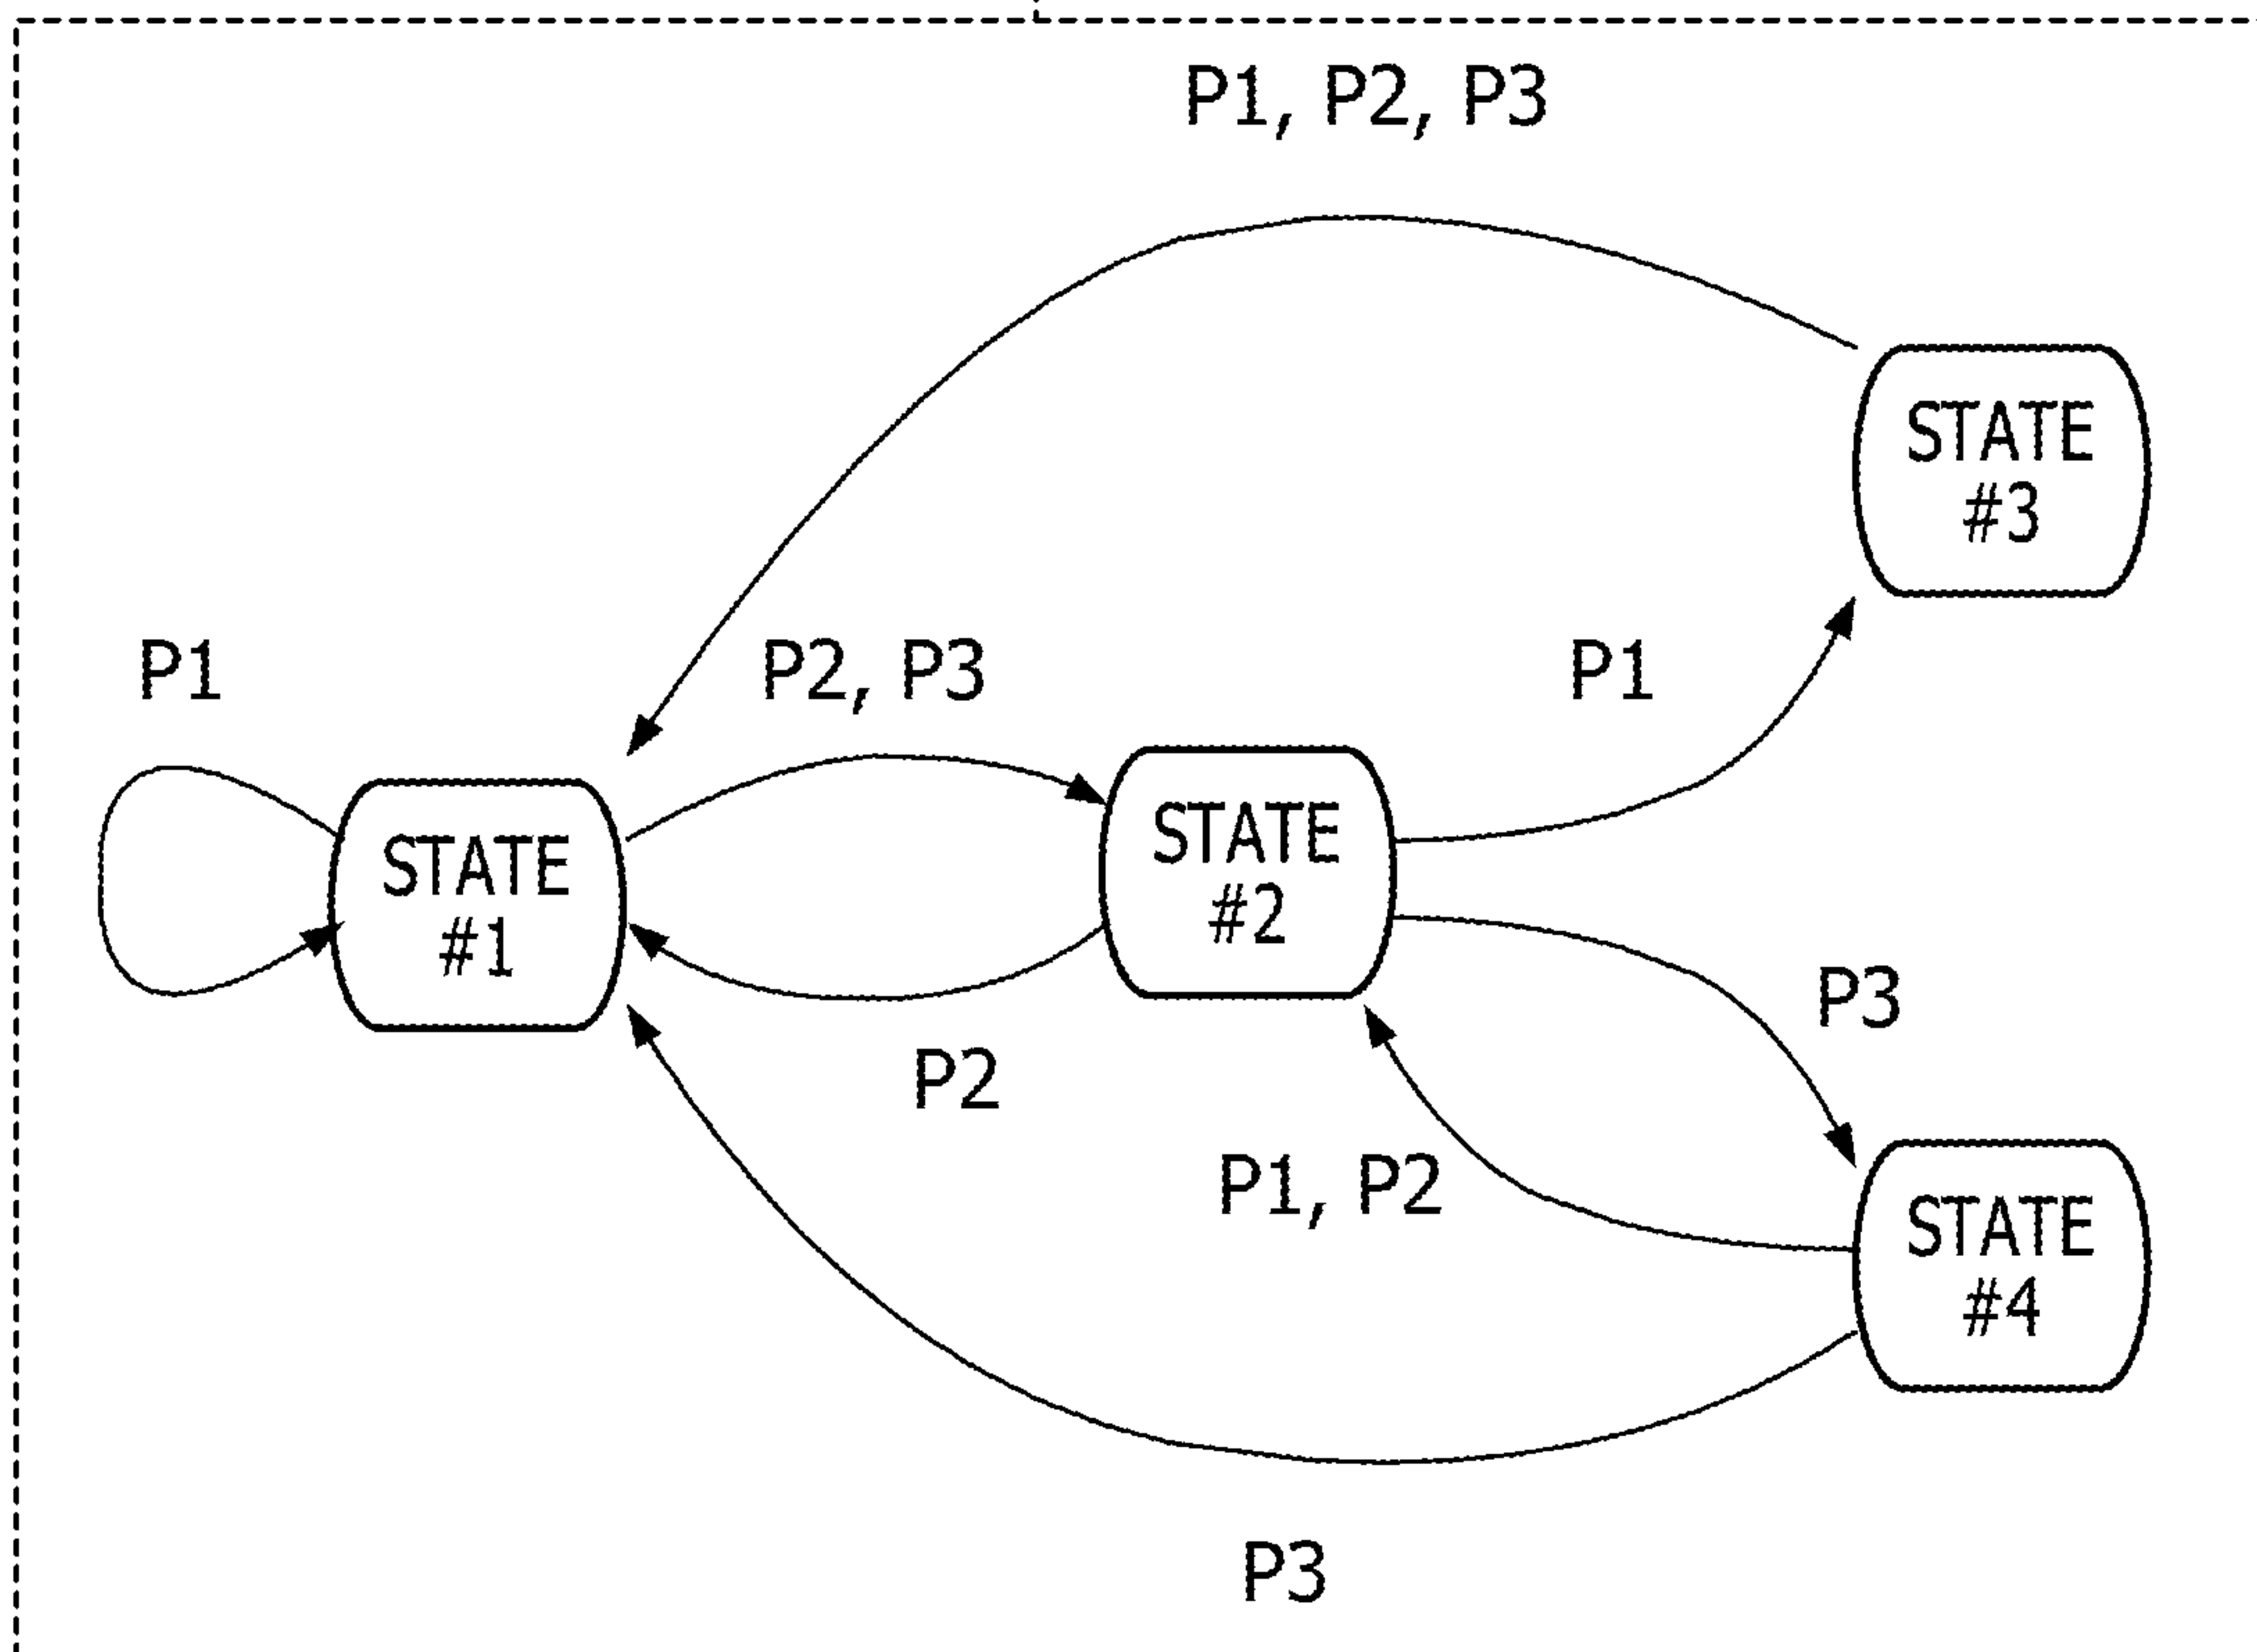 P1, P2, P3
STATE
#3
P1
P2, P3
P1
STATE
#1
STATE
#2
P3
P2
P1, P2
STATE
#4
P3